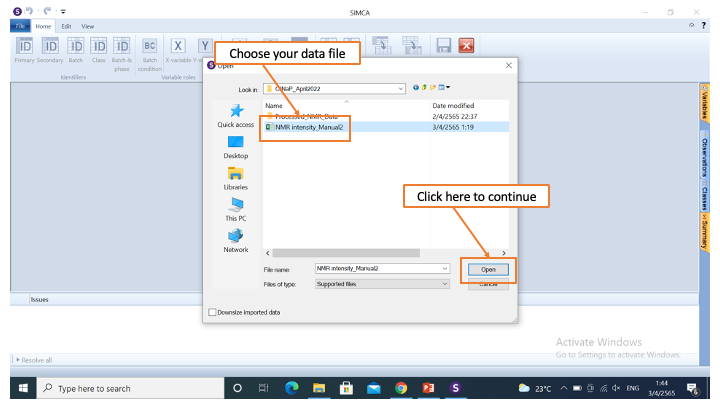 SIMCA
File Home Edit View
Primary Secondary Batch Class Batch & phase Batch condition X-variable
Identifiers
Variable roles
Choose your data file
Open
Look in: CINaP_April2022
Name Date modified
Processed_NMR_Data 2/4/2565 22:37
NMR intensity_Manual2 3/4/2565 1:19
Quick access
Desktop
Libraries
This PC
Network
Click here to continue
File name: NMR intensity_Manual2 Open
Files of type: Supported files Cancel
Downsize imported data
Variables
Observations
Classes
Summary
Issues
Resolve all
Activate Windows
Go to Settings to activate Windows.
Type here to search
23°C ENG 1:44
3/4/2565